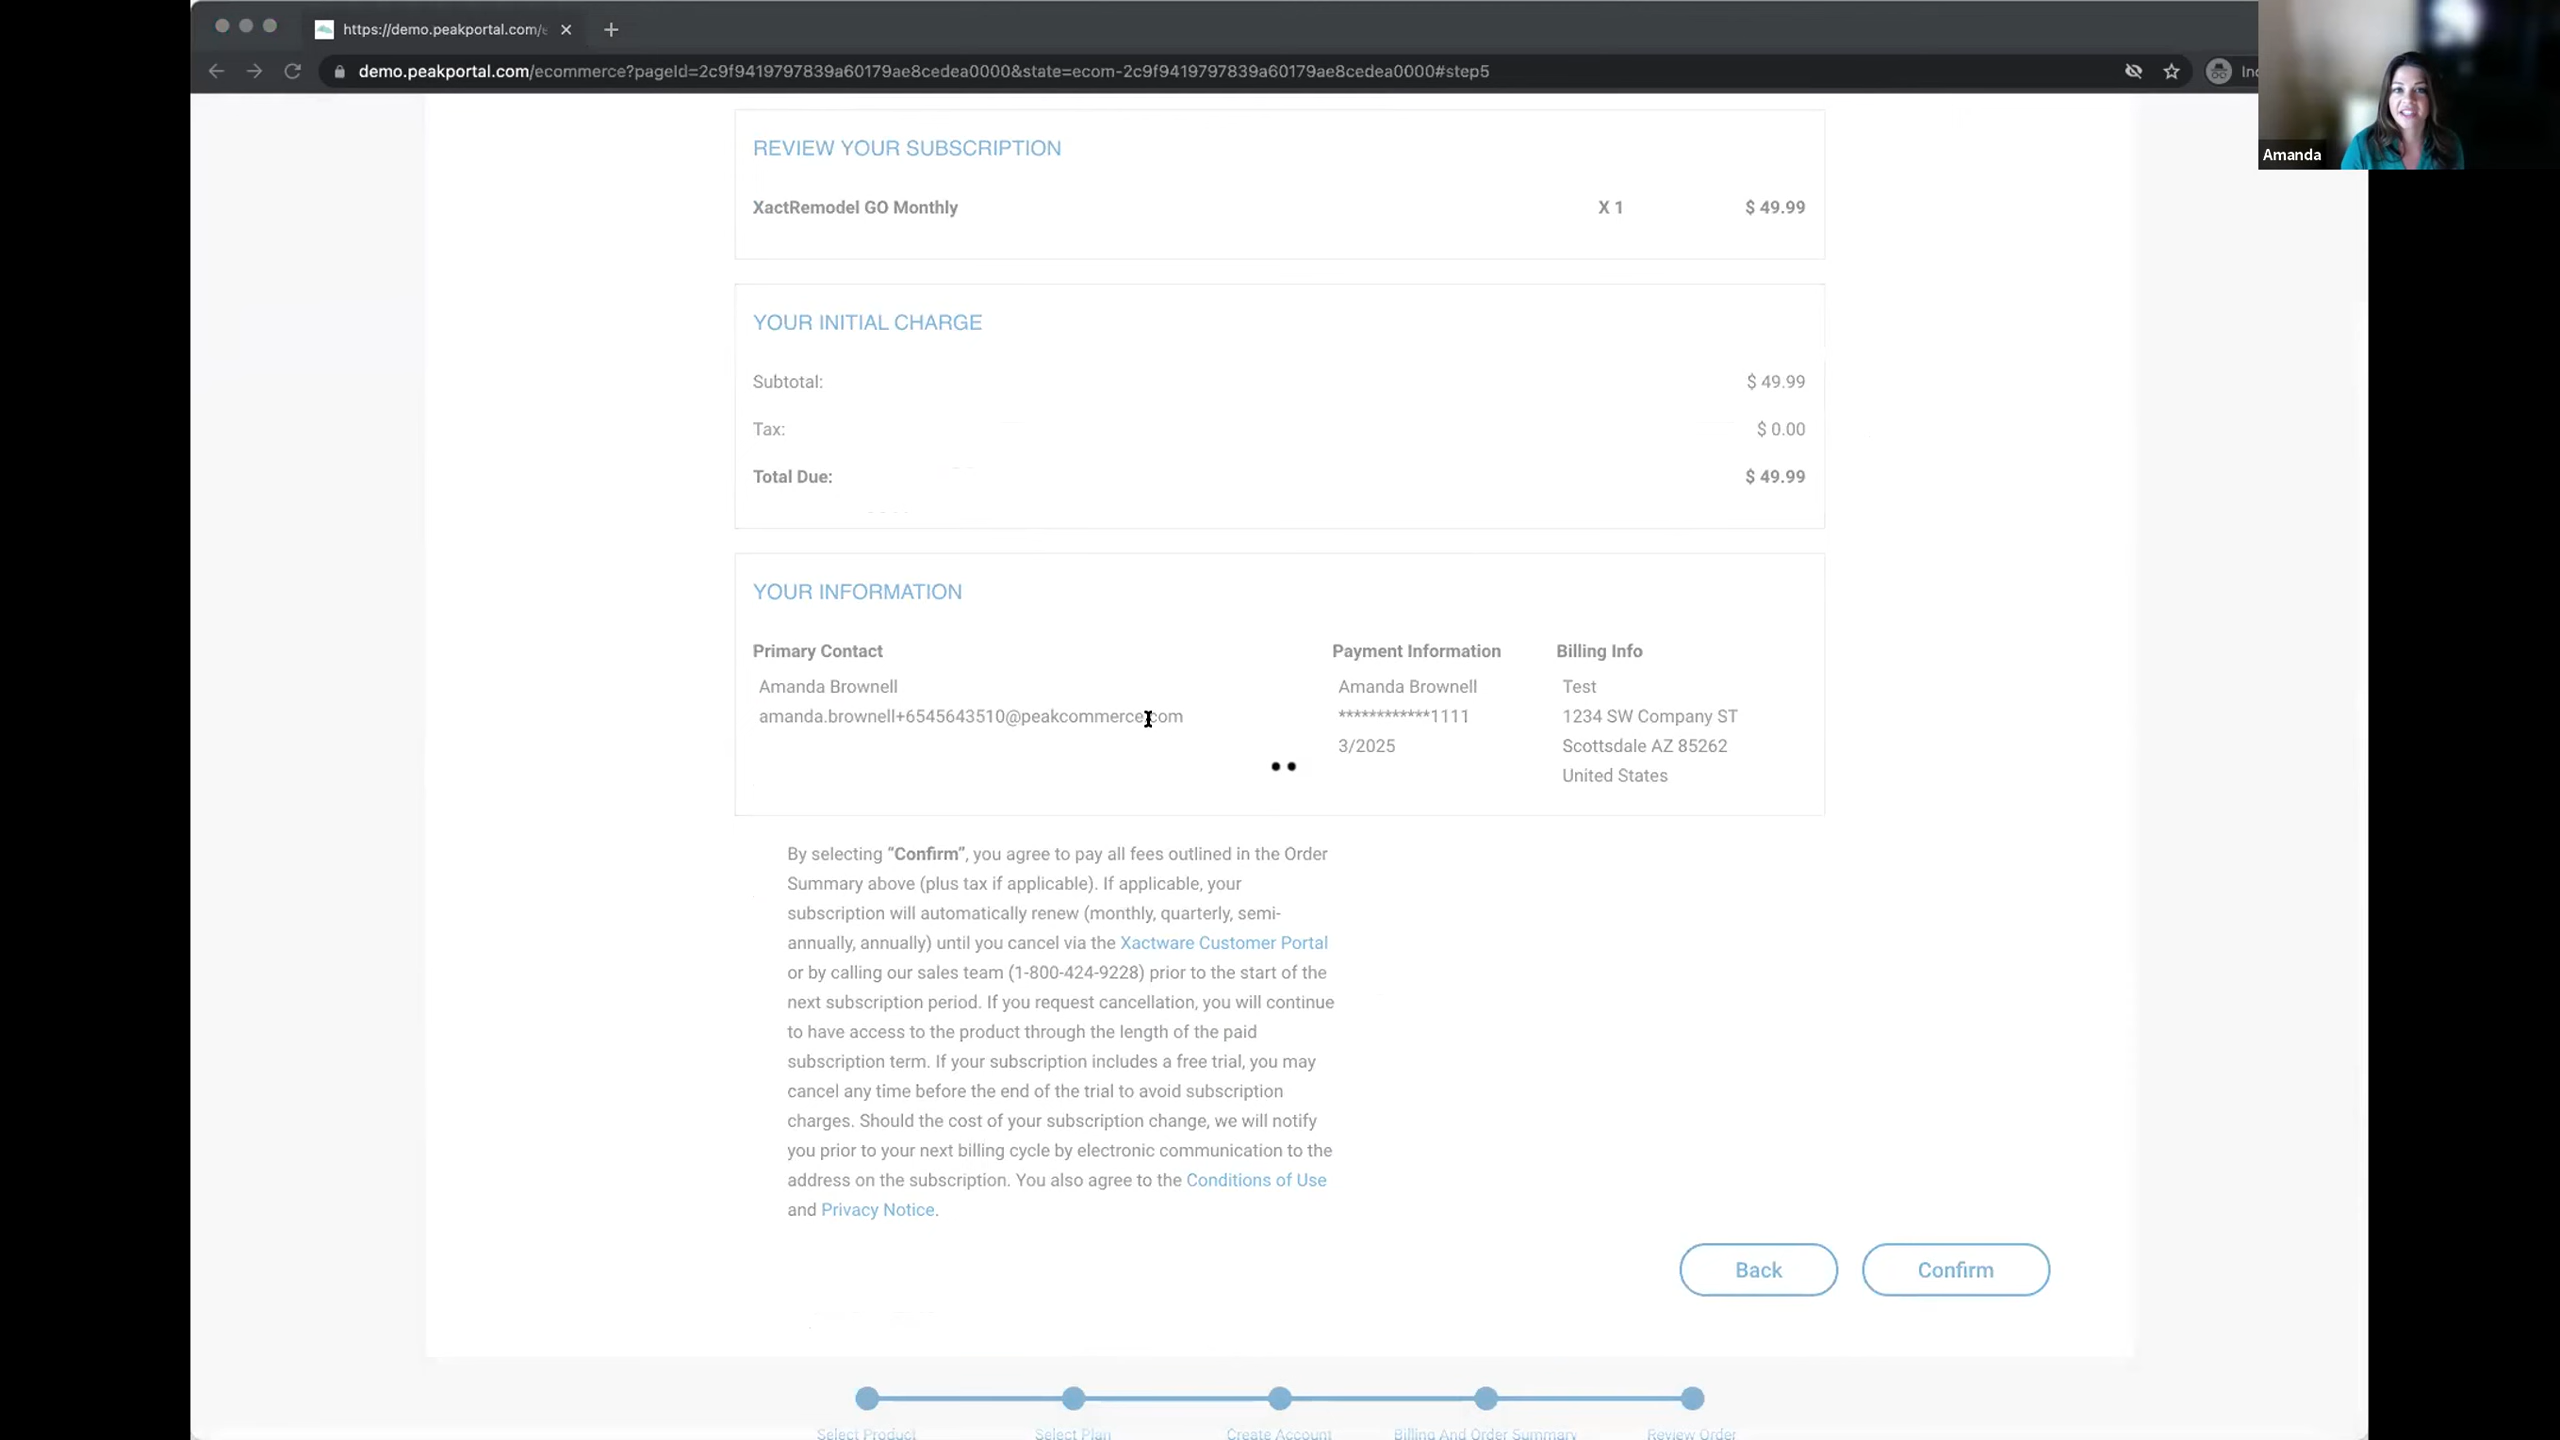 https://demo.peakportal.com/e
demo.peakportal.com/ecommerce?pageId=2c9f9419797839a60179ae8cedea0000&state=ecom-2c9f9419797839a60179ae8cedea0000#step5
Inc
Amanda
REVIEW YOUR SUBSCRIPTION
XactRemodel GO Monthly X 1 $ 49.99
YOUR INITIAL CHARGE
Subtotal: $ 49.99
Tax: $ 0.00
Total Due: $ 49.99
YOUR INFORMATION
Primary Contact
Amanda Brownell
amanda.brownell+6545643510@peakcommerce.com
Payment Information
Amanda Brownell
************1111
3/2025
Billing Info
Test
1234 SW Company ST
Scottsdale AZ 85262
United States
By selecting “Confirm”, you agree to pay all fees outlined in the Order
Summary above (plus tax if applicable). If applicable, your
subscription will automatically renew (monthly, quarterly, semi-
annually, annually) until you cancel via the Xactware Customer Portal
or by calling our sales team (1-800-424-9228) prior to the start of the
next subscription period. If you request cancellation, you will continue
to have access to the product through the length of the paid
subscription term. If your subscription includes a free trial, you may
cancel any time before the end of the trial to avoid subscription
charges. Should the cost of your subscription change, we will notify
you prior to your next billing cycle by electronic communication to the
address on the subscription. You also agree to the Conditions of Use
and Privacy Notice.
Back
Confirm
Select Product
Select Plan
Create Account
Billing And Order Summary
Review Order